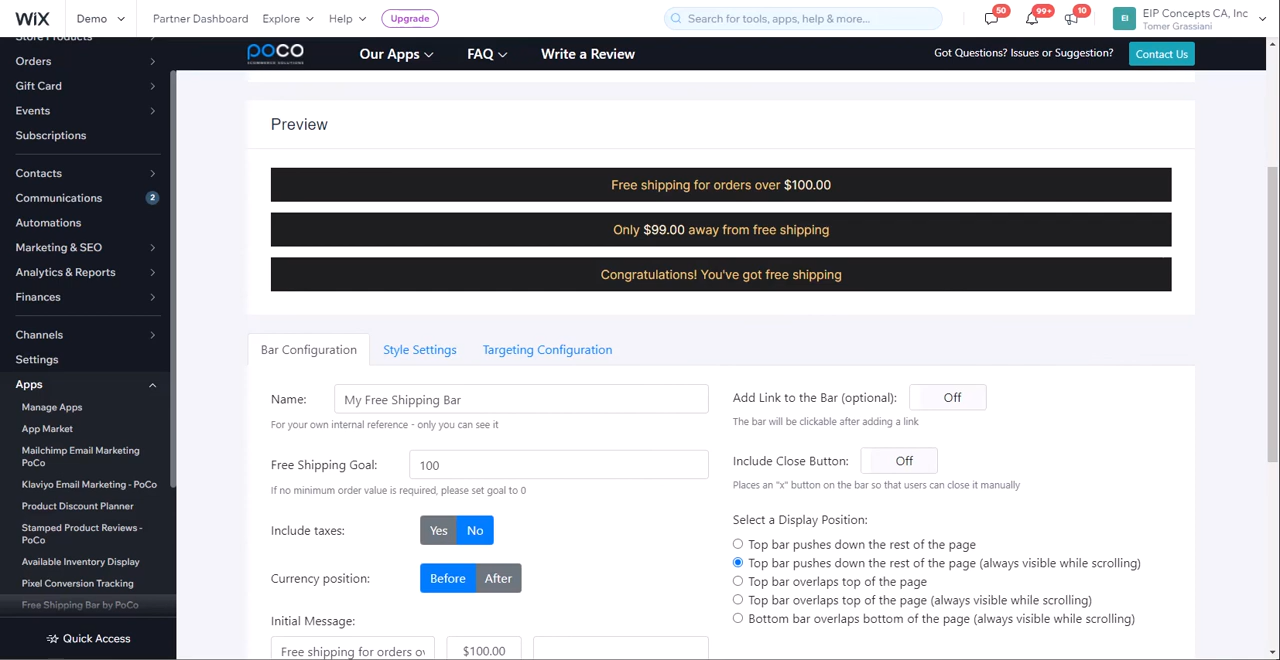 WiX
Demo
Partner Dashboard
Explore
Help
Upgrade
Search for tools, apps, help & more...
50
99+
10
EI
EIP Concepts CA, Inc
Tomer Grassiani
Store Products
Orders
Gift Card
Events
Subscriptions
Contacts
Communications
2
Automations
Marketing & SEO
Analytics & Reports
Finances
Channels
Settings
Apps
Manage Apps
App Market
Mailchimp Email Marketing
PoCo
Klaviyo Email Marketing - PoCo
Product Discount Planner
Stamped Product Reviews -
PoCo
Available Inventory Display
Pixel Conversion Tracking
Free Shipping Bar by PoCo
Quick Access
poco
ECOMMERCE SOLUTIONS
Our Apps
FAQ
Write a Review
Got Questions? Issues or Suggestion?
Contact Us
Preview
Free shipping for orders over $100.00
Only $99.00 away from free shipping
Congratulations! You've got free shipping
Bar Configuration
Style Settings
Targeting Configuration
Name:
My Free Shipping Bar
For your own internal reference - only you can see it
Free Shipping Goal:
100
If no minimum order value is required, please set goal to 0
Include taxes:
Yes
No
Currency position:
Before
After
Initial Message:
Free shipping for orders ov
$100.00
Add Link to the Bar (optional):
Off
The bar will be clickable after adding a link
Include Close Button:
Off
Places an "x" button on the bar so that users can close it manually
Select a Display Position:
Top bar pushes down the rest of the page
Top bar pushes down the rest of the page (always visible while scrolling)
Top bar overlaps top of the page
Top bar overlaps top of the page (always visible while scrolling)
Bottom bar overlaps bottom of the page (always visible while scrolling)